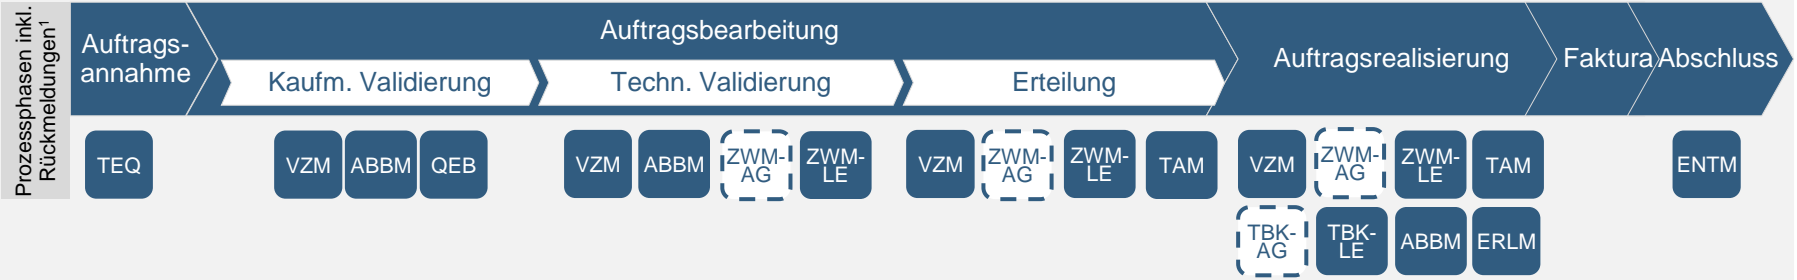 Prozessphasen inkl.
Rückmeldungen¹
Auftrags-
annahme
Auftragsbearbeitung
Kaufm. Validierung
Techn. Validierung
Erteilung
Auftragsrealisierung
Faktura
Abschluss
TEQ
VZM
ABBM
QEB
VZM
ABBM
ZWM-
AG
ZWM-
LE
VZM
ZWM-
AG
ZWM-
LE
TAM
VZM
ZWM-
AG
ZWM-
LE
TAM
TBK-
AG
TBK-
LE
ABBM
ERLM
ENTM